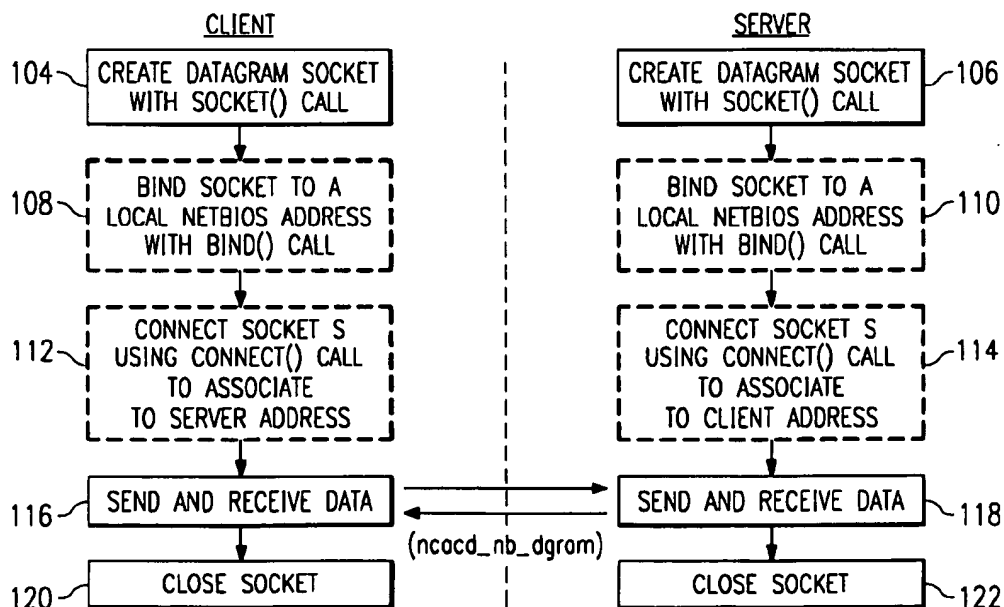 CLIENT
104
CREATE DATAGRAM SOCKET
WITH SOCKET() CALL
108
BIND SOCKET TO A
LOCAL NETBIOS ADDRESS
WITH BIND() CALL
112
CONNECT SOCKET S
USING CONNECT() CALL
TO ASSOCIATE
TO SERVER ADDRESS
116
SEND AND RECEIVE DATA
120
CLOSE SOCKET
(ncacd_nb_dgram)
SERVER
CREATE DATAGRAM SOCKET
WITH SOCKET() CALL
106
BIND SOCKET TO A
LOCAL NETBIOS ADDRESS
WITH BIND() CALL
110
CONNECT SOCKET S
USING CONNECT() CALL
TO ASSOCIATE
TO CLIENT ADDRESS
114
SEND AND RECEIVE DATA
118
CLOSE SOCKET
122